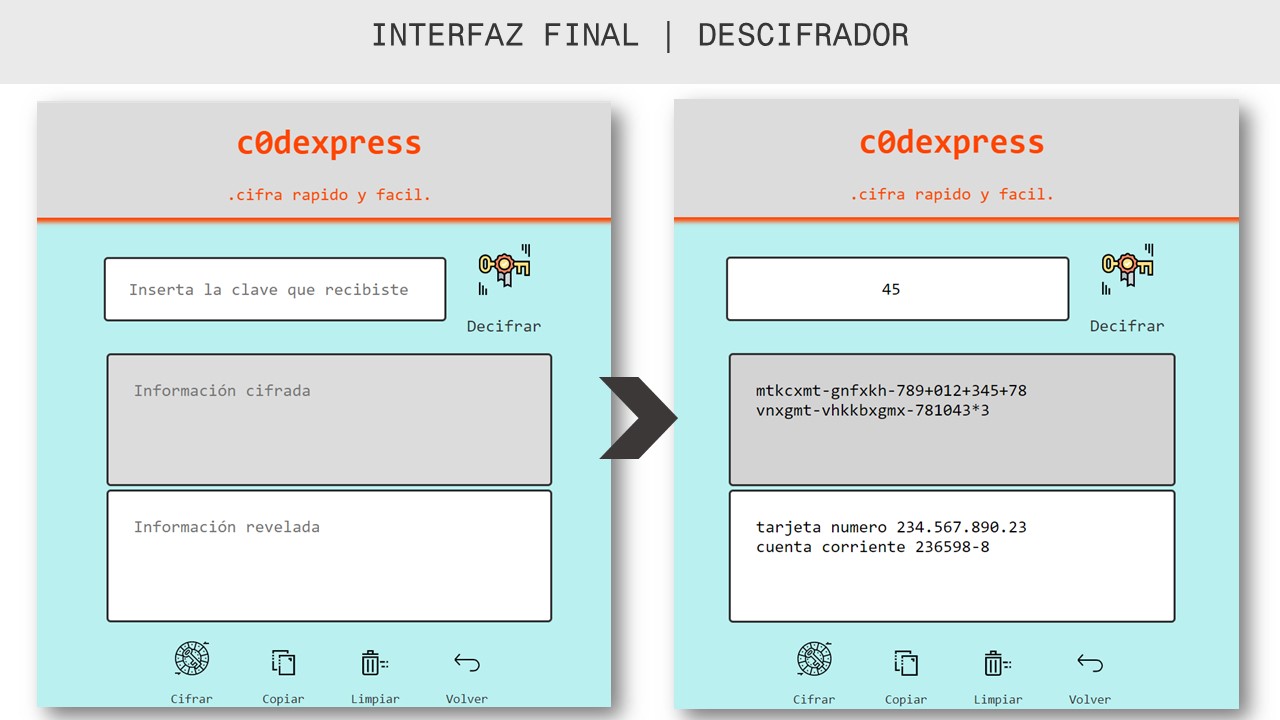 INTERFAZ FINAL | DESCIFRADOR
c0dexpress
.cifra rapido y facil.
Inserta la clave que recibiste
Decifrar
Información cifrada
Información revelada
Cifrar
Copiar
Limpiar
Volver
c0dexpress
.cifra rapido y facil.
45
Decifrar
mtkcxmt-gnfxkh-789+012+345+78
vnxgmt-vhkkbxgmx-781043*3
tarjeta numero 234.567.890.23
cuenta corriente 236598-8
Cifrar
Copiar
Limpiar
Volver